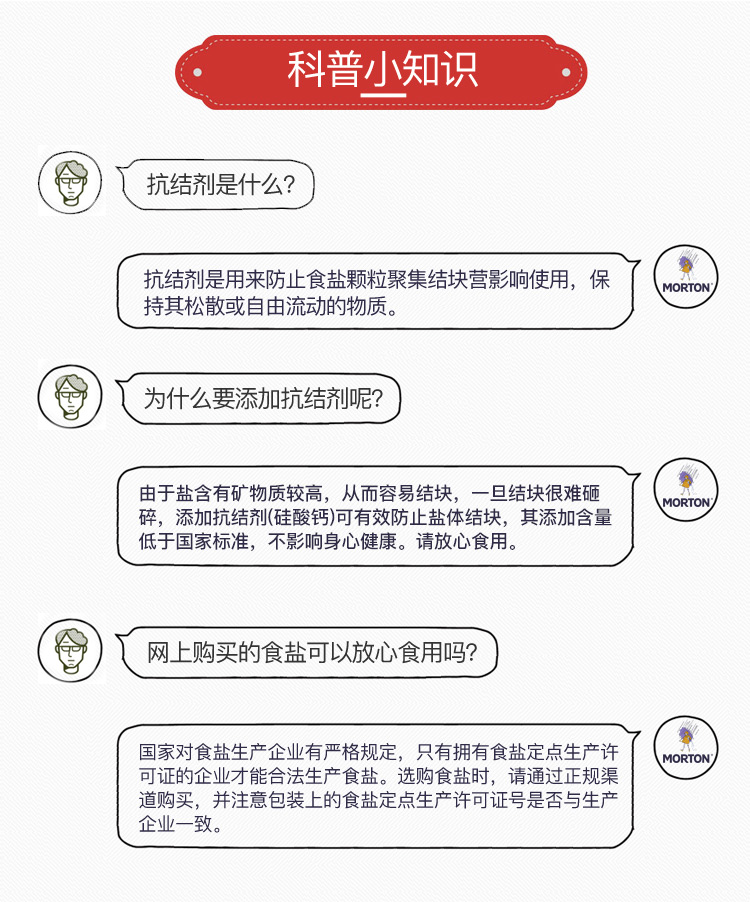 科普小知识
抗结剂是什么?
抗结剂是用来防止食盐颗粒聚集结块营影响使用，保
持其松散或自由流动的物质。
MORTON
为什么要添加抗结剂呢?
由于盐含有矿物质较高，从而容易结块，一旦结块很难砸
碎，添加抗结剂(硅酸钙)可有效防止盐体结块，其添加含量
低于国家标准，不影响身心健康。请放心食用。
MORTON
网上购买的食盐可以放心食用吗?
国家对食盐生产企业有严格规定，只有拥有食盐定点生产许
可证的企业才能合法生产食盐。选购食盐时，请通过正规渠
道购买，并注意包装上的食盐定点生产许可证号是否与生产
企业一致。
MORTON